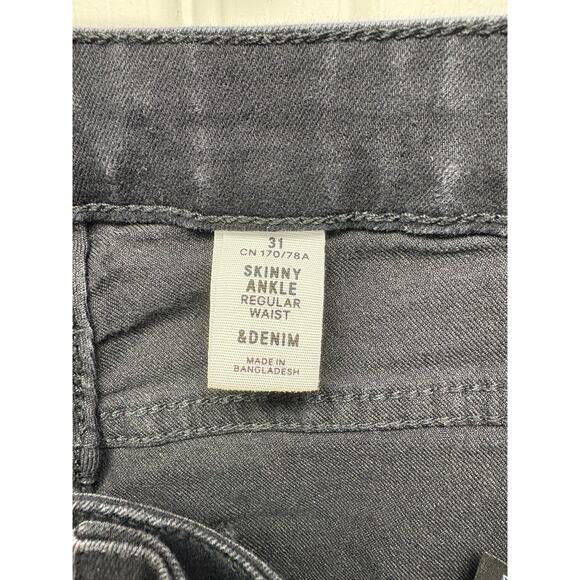 31
CN 170/78A
SKINNY
ANKLE
REGULAR
WAIST
&DENIM
MADE IN
BANGLADESH